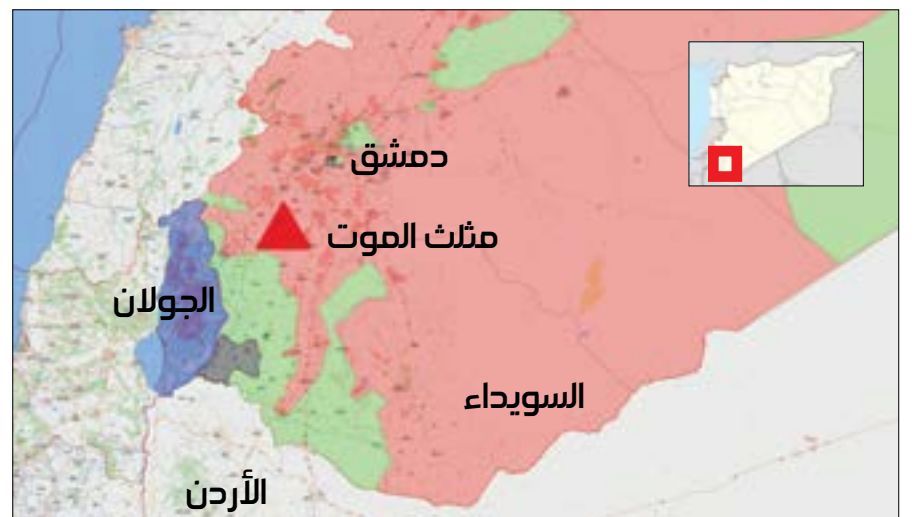 دمشق
مثلث الموت
الجولان
السويداء
الأردن